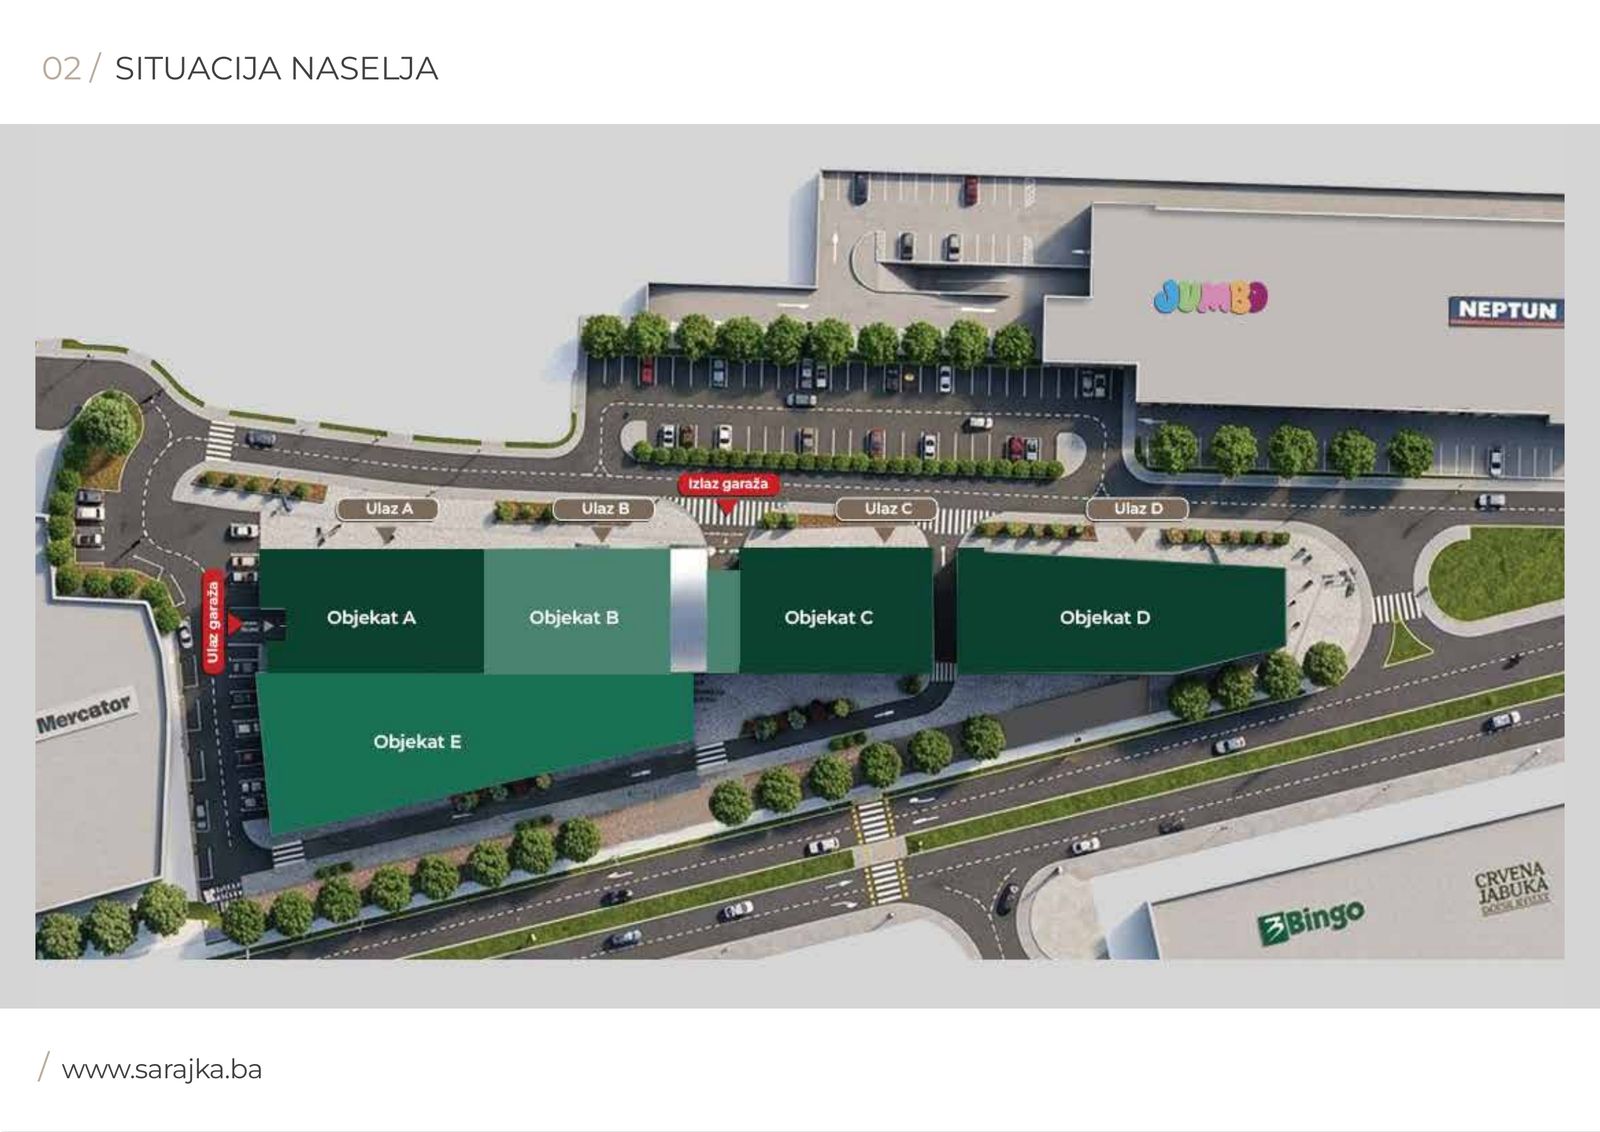 02 / SITUACIJA NASELJA
JUMBO
NEPTUN
Izlaz garaža
Ulaz A
Ulaz B
Ulaz C
Ulaz D
Ulaz garaža
Objekat A
Objekat B
Objekat C
Objekat D
Mercator
Objekat E
CRVENA
JABUKA
Bingo
/ www.sarajka.ba